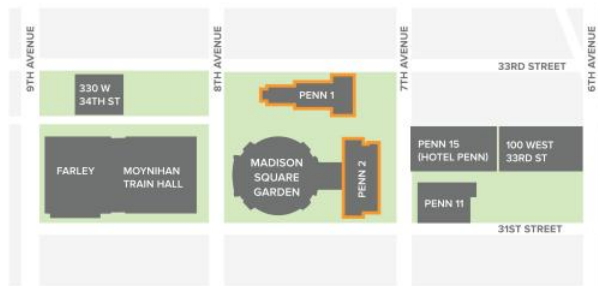 9TH AVENUE
8TH AVENUE
7TH AVENUE
6TH AVENUE
33RD STREET
330 W
34TH ST
PENN 1
FARLEY
MOYNIHAN
TRAIN HALL
MADISON
SQUARE
GARDEN
PENN 2
PENN 15
(HOTEL PENN)
100 WEST
33RD ST
PENN 11
31ST STREET